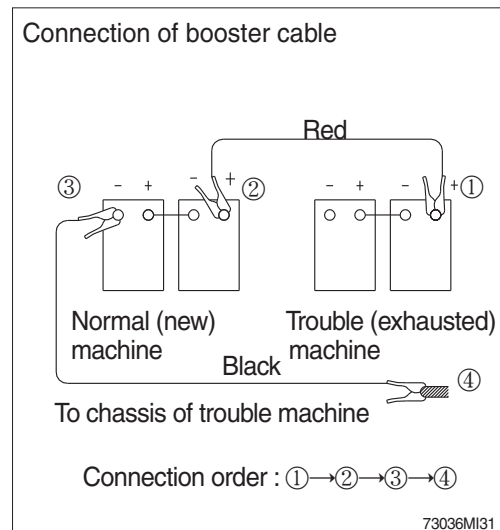 Connection of booster cable
Red
③ - + - + ② - + - + ①
Normal (new)
machine
Trouble (exhausted)
machine
Black
④
To chassis of trouble machine
Connection order : ①→②→③→④
73036MI31